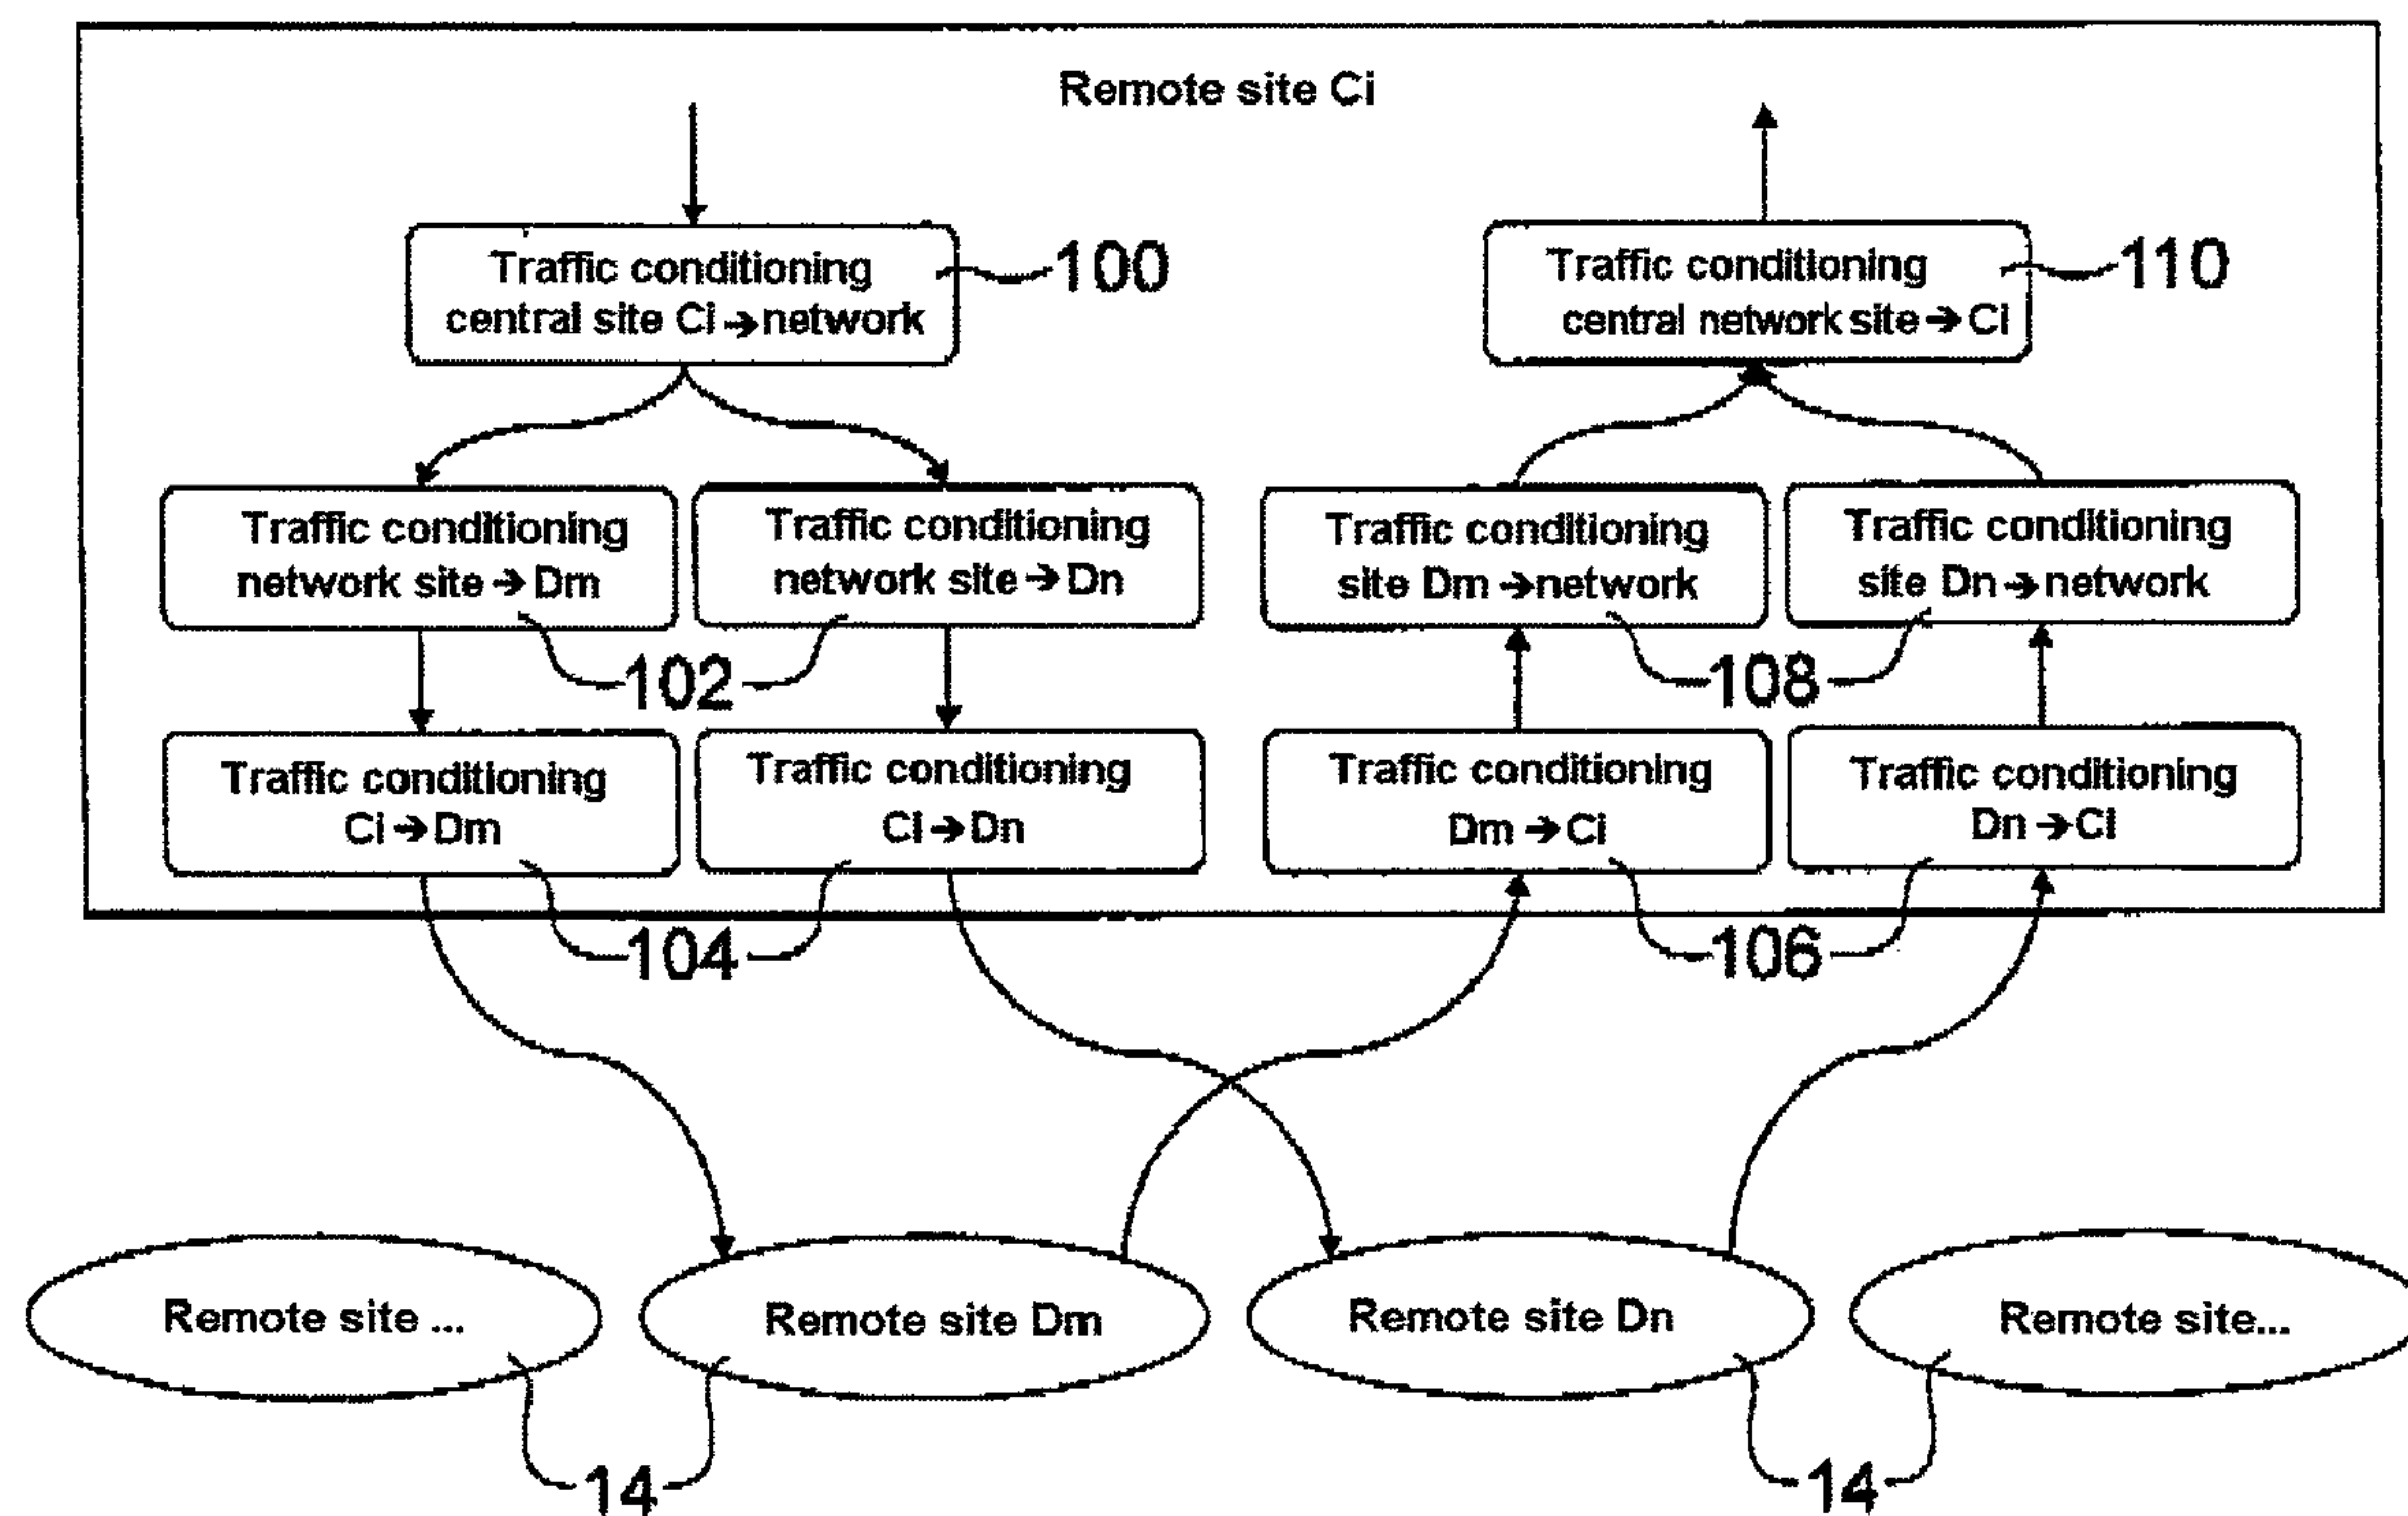 Remote site Ci
Traffic conditioning
central site Ci → network
100
Traffic conditioning
central network site → Ci
110
Traffic conditioning
network site → Dm
Traffic conditioning
network site → Dn
102
Traffic conditioning
site Dm → network
Traffic conditioning
site Dn → network
108
Traffic conditioning
Ci → Dm
Traffic conditioning
Ci → Dn
104
Traffic conditioning
Dm → Ci
Traffic conditioning
Dn → Ci
106
Remote site ...
Remote site Dm
Remote site Dn
Remote site...
14
14